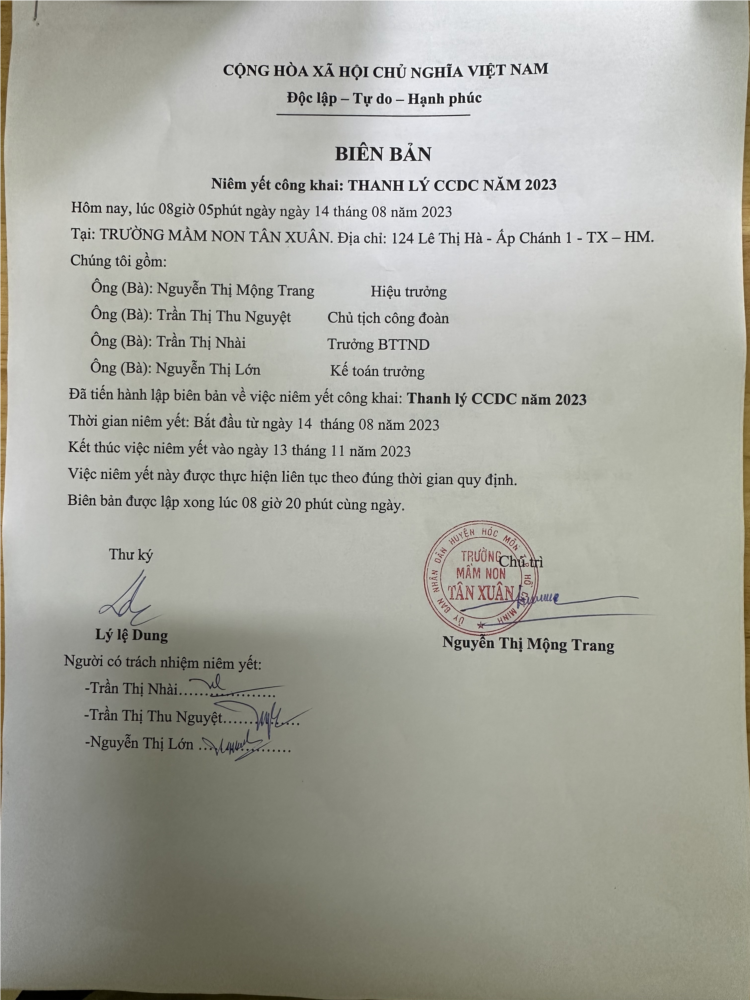 CỘNG HÒA XÃ HỘI CHỦ NGHĨA VIỆT NAM
Độc lập – Tự do – Hạnh phúc
BIÊN BẢN
Niêm yết công khai: THANH LÝ CCDC NĂM 2023
Hôm nay, lúc 08giờ 05phút ngày ngày 14 tháng 08 năm 2023
Tại: TRƯỜNG MẦM NON TÂN XUÂN. Địa chỉ: 124 Lê Thị Hà - Ấp Chánh 1 - TX – HM.
Chúng tôi gồm:
Ông (Bà): Nguyễn Thị Mộng Trang Hiệu trưởng
Ông (Bà): Trần Thị Thu Nguyệt Chủ tịch công đoàn
Ông (Bà): Trần Thị Nhài Trưởng BTTND
Ông (Bà): Nguyễn Thị Lớn Kế toán trưởng
Đã tiến hành lập biên bản về việc niêm yết công khai: Thanh lý CCDC năm 2023
Thời gian niêm yết: Bắt đầu từ ngày 14 tháng 08 năm 2023
Kết thúc việc niêm yết vào ngày 13 tháng 11 năm 2023
Việc niêm yết này được thực hiện liên tục theo đúng thời gian quy định.
Biên bản được lập xong lúc 08 giờ 20 phút cùng ngày.
Thư ký Chủ trì
ỦY BAN NHÂN DÂN HUYỆN HÓC MÔN T.P HỒ CHÍ MINH
TRƯỜNG
MẦM NON
TÂN XUÂN
Lý lệ Dung
Nguyễn Thị Mộng Trang
Người có trách nhiệm niêm yết:
-Trần Thị Nhài..................
-Trần Thị Thu Nguyệt..............
-Nguyễn Thị Lớn ..................